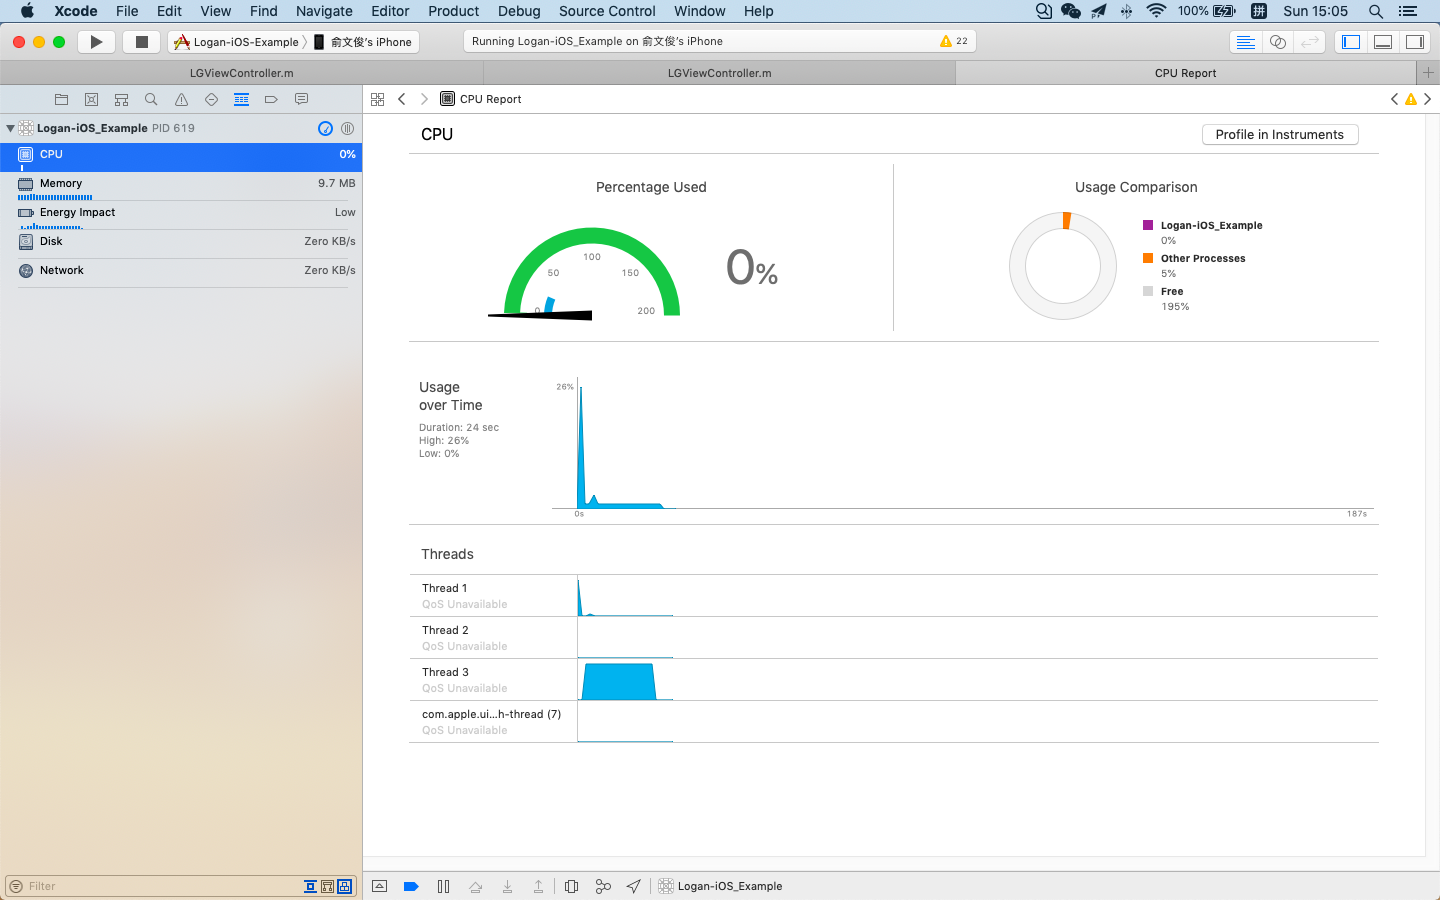 Xcode File Edit View Find Navigate Editor Product Debug Source Control Window Help 100% 拼 Sun 15:05
Logan-iOS-Example 俞文俊's iPhone Running Logan-iOS_Example on 俞文俊's iPhone 22
LGViewController.m LGViewController.m CPU Report
CPU Report
Logan-iOS_Example PID 619
CPU 0%
Memory 9.7 MB
Energy Impact Low
Disk Zero KB/s
Network Zero KB/s
Filter
CPU Profile in Instruments
Percentage Used
0
50
100
150
200
0%
Usage Comparison
Logan-iOS_Example
0%
Other Processes
5%
Free
195%
Usage
over Time
Duration: 24 sec
High: 26%
Low: 0%
26%
0s 187s
Threads
Thread 1
QoS Unavailable
Thread 2
QoS Unavailable
Thread 3
QoS Unavailable
com.apple.ui...h-thread (7)
QoS Unavailable
Logan-iOS_Example